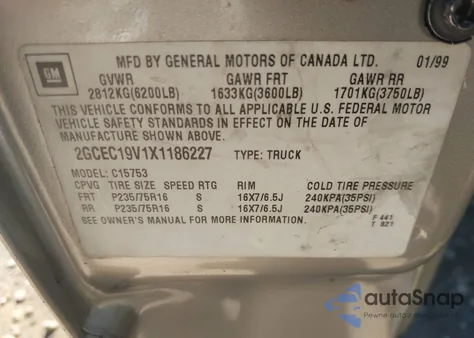 GM
MFD BY GENERAL MOTORS OF CANADA LTD. 01/99
GVWR GAWR FRT GAWR RR
2812KG(6200LB) 1633KG(3600LB) 1701KG(3750LB)
THIS VEHICLE CONFORMS TO ALL APPLICABLE U.S. FEDERAL MOTOR
VEHICLE SAFETY STANDARDS IN EFFECT ON THE DATE OF
MANUFACTURE SHOWN ABOVE.
2GCEC19V1X1186227 TYPE: TRUCK
MODEL: C15753
CPVG TIRE SIZE SPEED RTG RIM COLD TIRE PRESSURE
FRT P235/75R16 S 16X7/6.5J 240KPA(35PSI)
RR P235/75R16 S 16X7/6.5J 240KPA(35PSI)
SEE OWNER'S MANUAL FOR MORE INFORMATION.
F 441
autoSnap
Pewne auto z